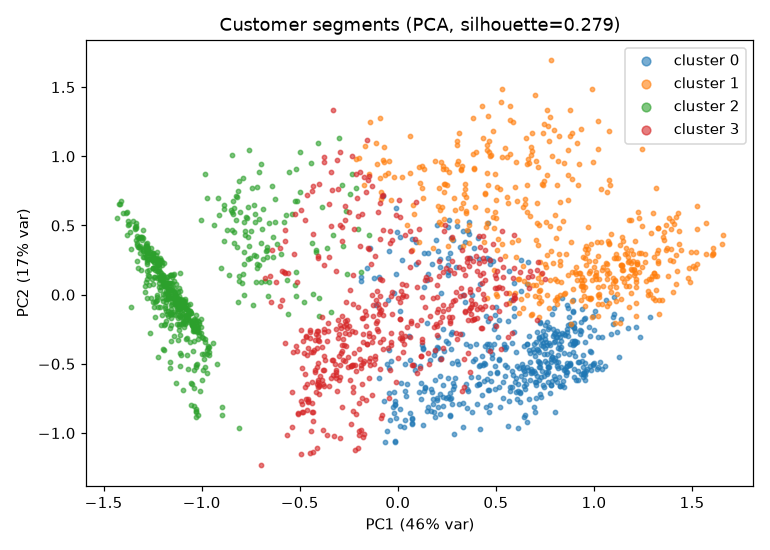 Customer segments (PCA, silhouette=0.279)
cluster 0
cluster 1
cluster 2
cluster 3
1.5
1.0
0.5
0.0
−0.5
−1.0
PC2 (17% var)
−1.5 −1.0 −0.5 0.0 0.5 1.0 1.5
PC1 (46% var)